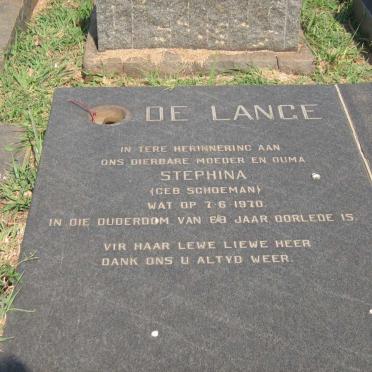 DE LANGE
IN TERE HERINNERING AAN
ONS DIERBARE MOEDER EN OUMA
STEPHINA
(GEB SCHOEMAN)
WAT OP 7-6-1970
IN DIE OUDERDOM VAN JAAR OORLEDE IS.
VIR HAAR LEWE LIEWE HEER
DANK ONS U ALTYD WEER.